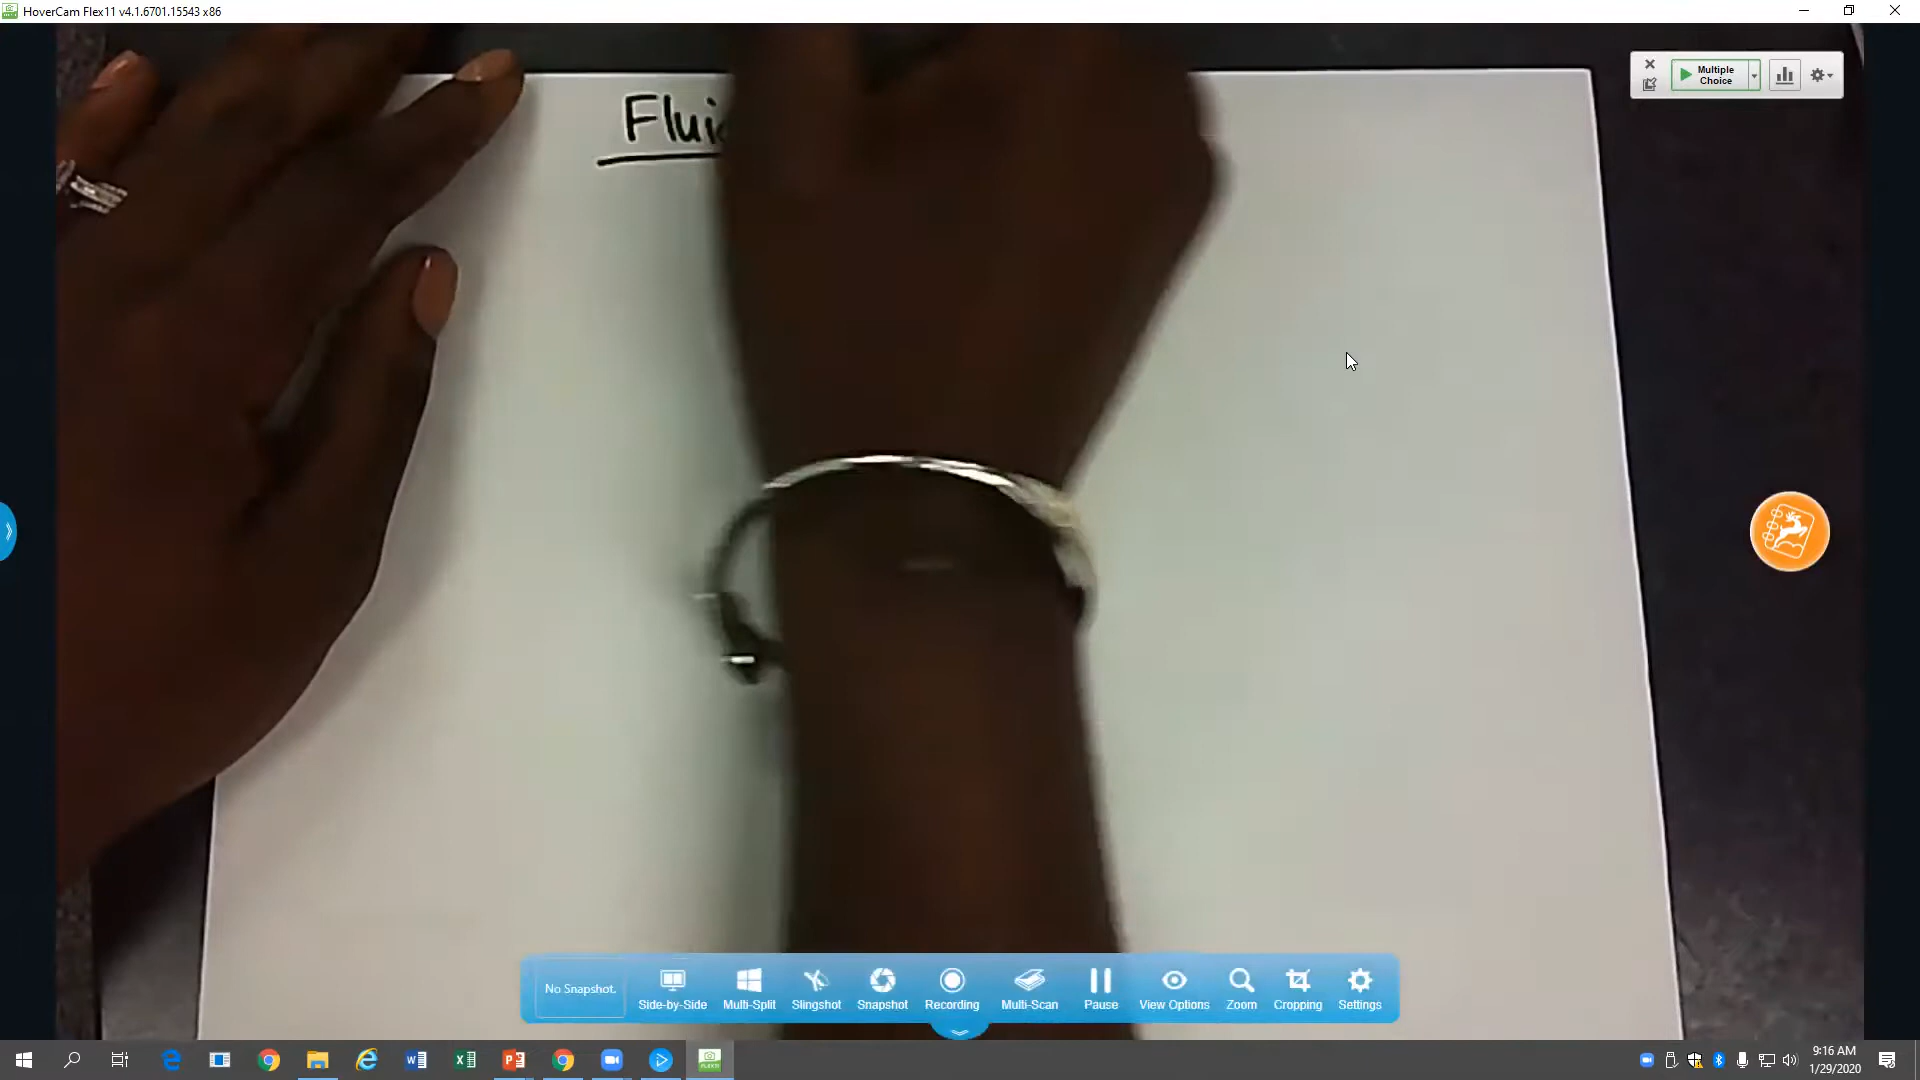 HoverCam Flex11 v4.1.6701.15543 x86
Multiple
Choice
No Snapshot.
Side-by-Side
Multi-Split
Slingshot
Snapshot
Recording
Multi-Scan
Pause
View Options
Zoom
Cropping
Settings
9:16 AM
1/29/2020